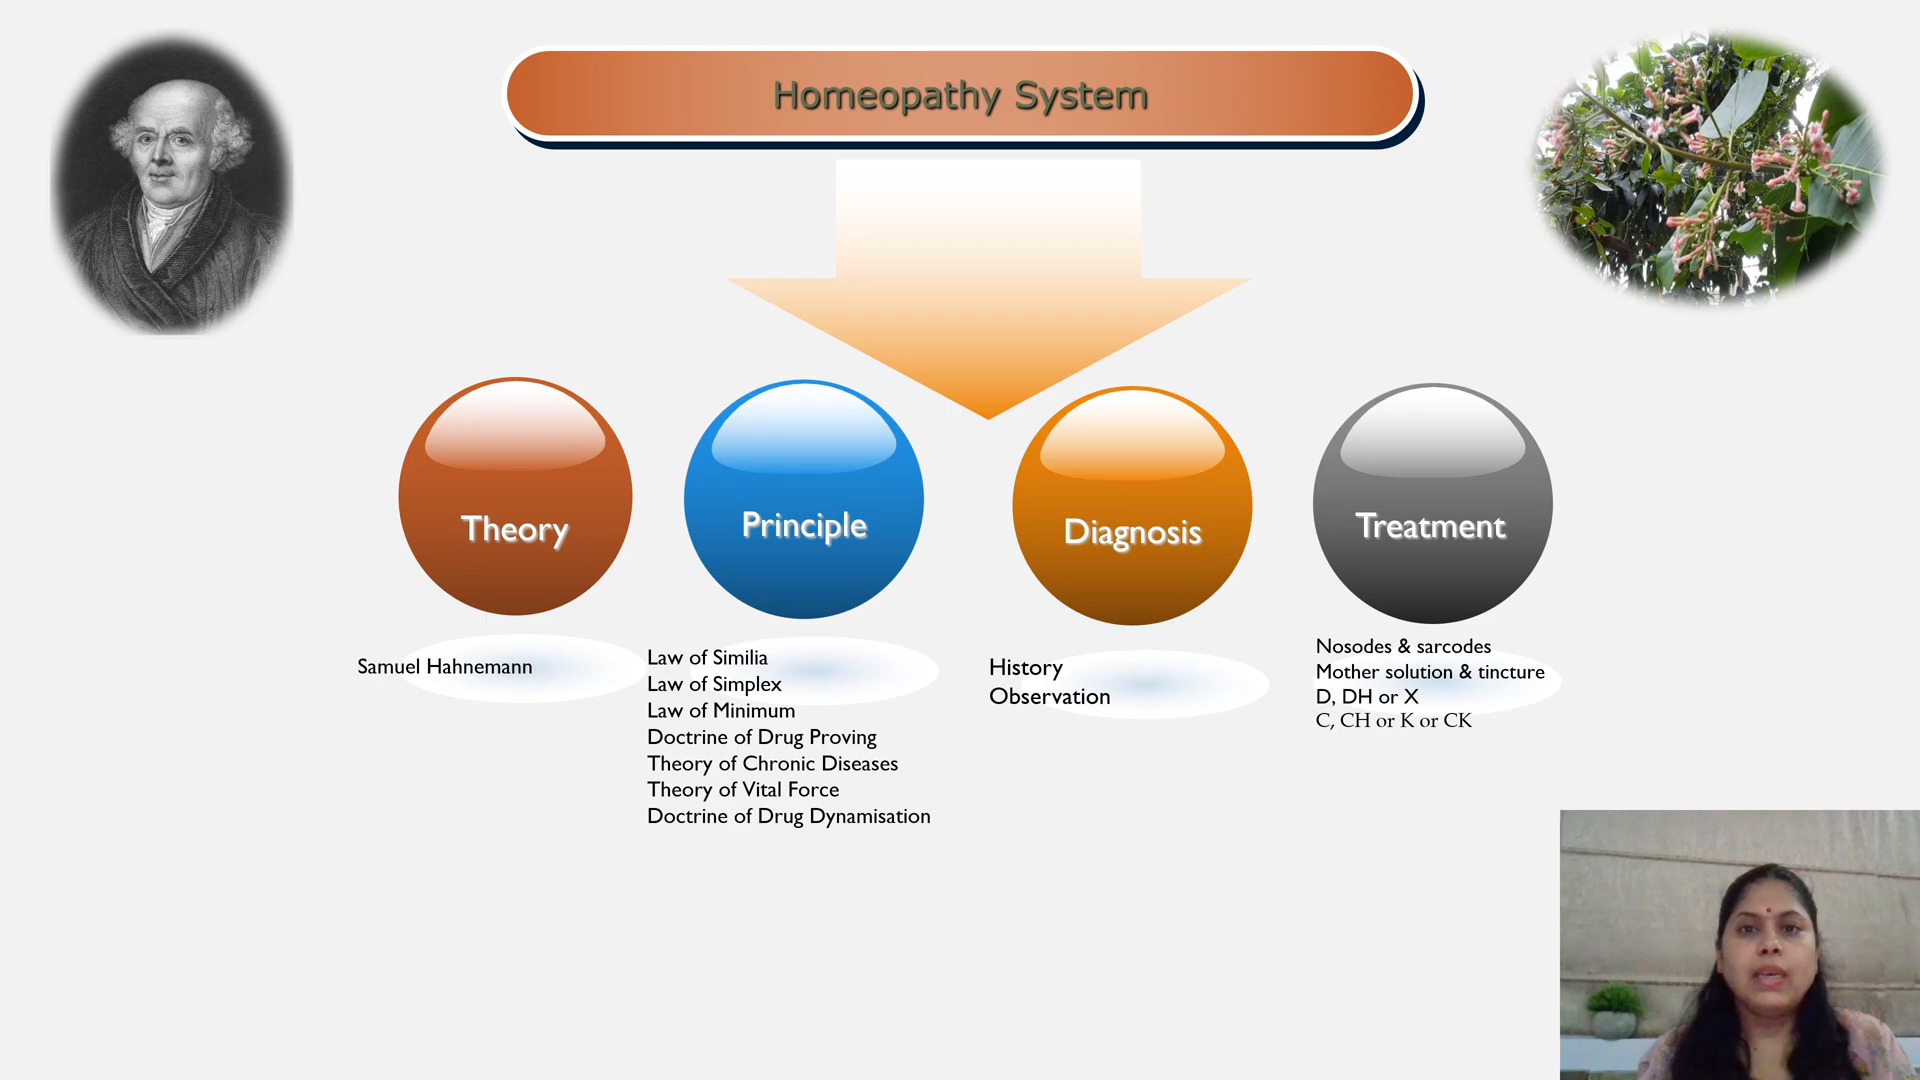 Homeopathy System
Theory
Principle
Diagnosis
Treatment
Samuel Hahnemann
Law of Similia
Law of Simplex
Law of Minimum
Doctrine of Drug Proving
Theory of Chronic Diseases
Theory of Vital Force
Doctrine of Drug Dynamisation
History
Observation
Nosodes & sarcodes
Mother solution & tincture
D, DH or X
C, CH or K or CK